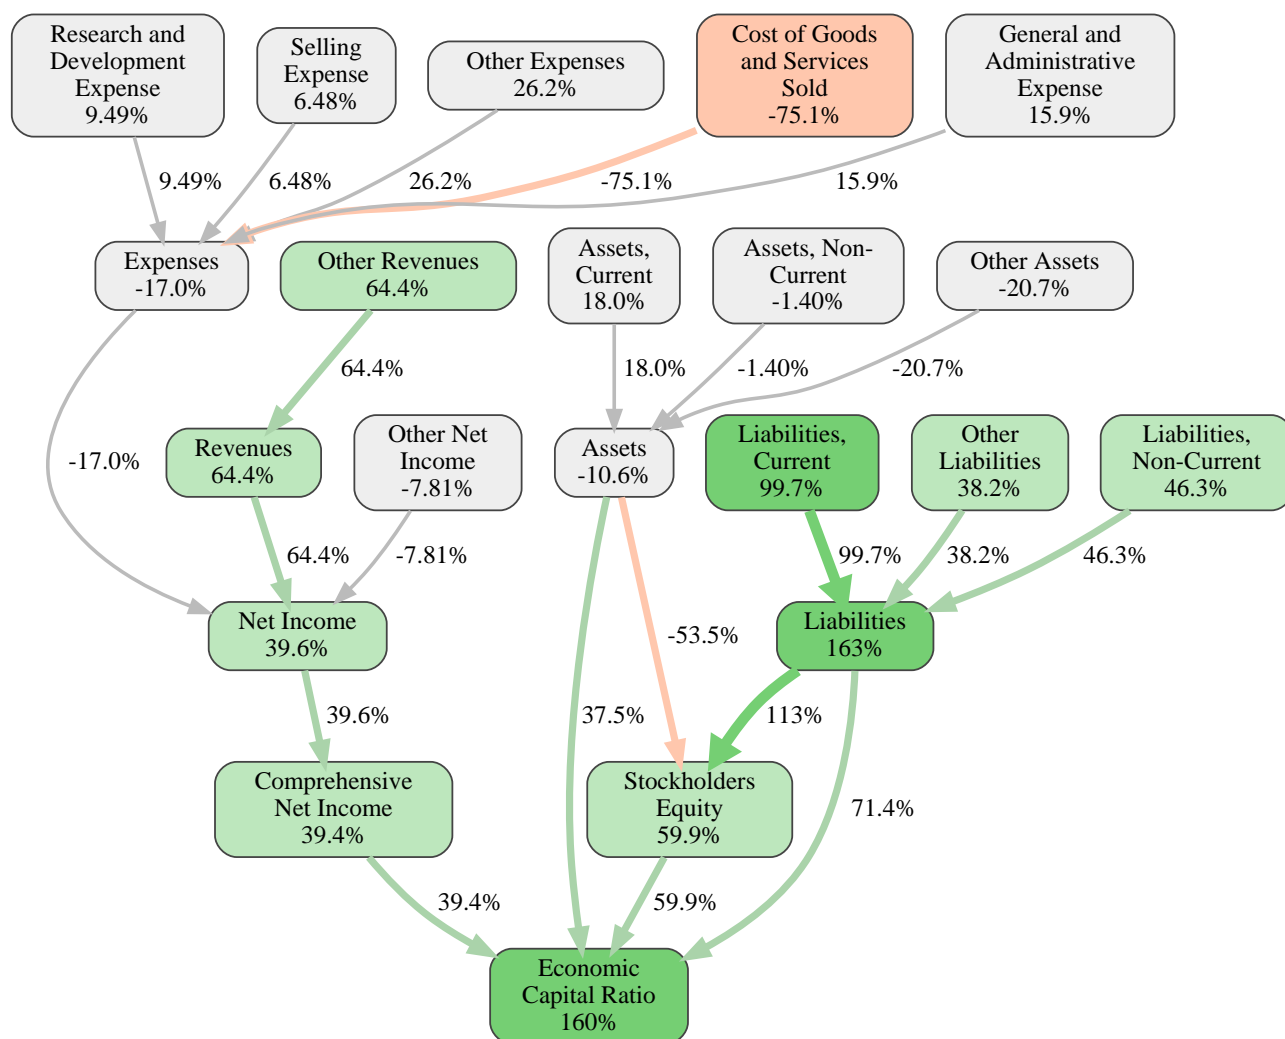 Research and
Development
Expense
9.49%
Selling
Expense
6.48%
Other Expenses
26.2%
Cost of Goods
and Services
Sold
-75.1%
General and
Administrative
Expense
15.9%
9.49%
6.48%
26.2%
-75.1%
15.9%
Expenses
-17.0%
Other Revenues
64.4%
Assets,
Current
18.0%
Assets, Non-
Current
-1.40%
Other Assets
-20.7%
64.4%
18.0%
-1.40%
-20.7%
-17.0%
Revenues
64.4%
Other Net
Income
-7.81%
Assets
-10.6%
Liabilities,
Current
99.7%
Other
Liabilities
38.2%
Liabilities,
Non-Current
46.3%
64.4%
-7.81%
99.7%
38.2%
46.3%
Net Income
39.6%
-53.5%
Liabilities
163%
39.6%
37.5%
113%
Comprehensive
Net Income
39.4%
Stockholders
Equity
59.9%
71.4%
39.4%
59.9%
Economic
Capital Ratio
160%